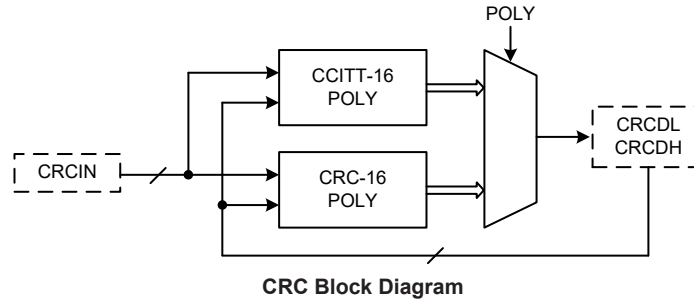 POLY
CCITT-16
POLY
CRCDL
CRCDH
CRCIN
CRC-16
POLY
CRC Block Diagram